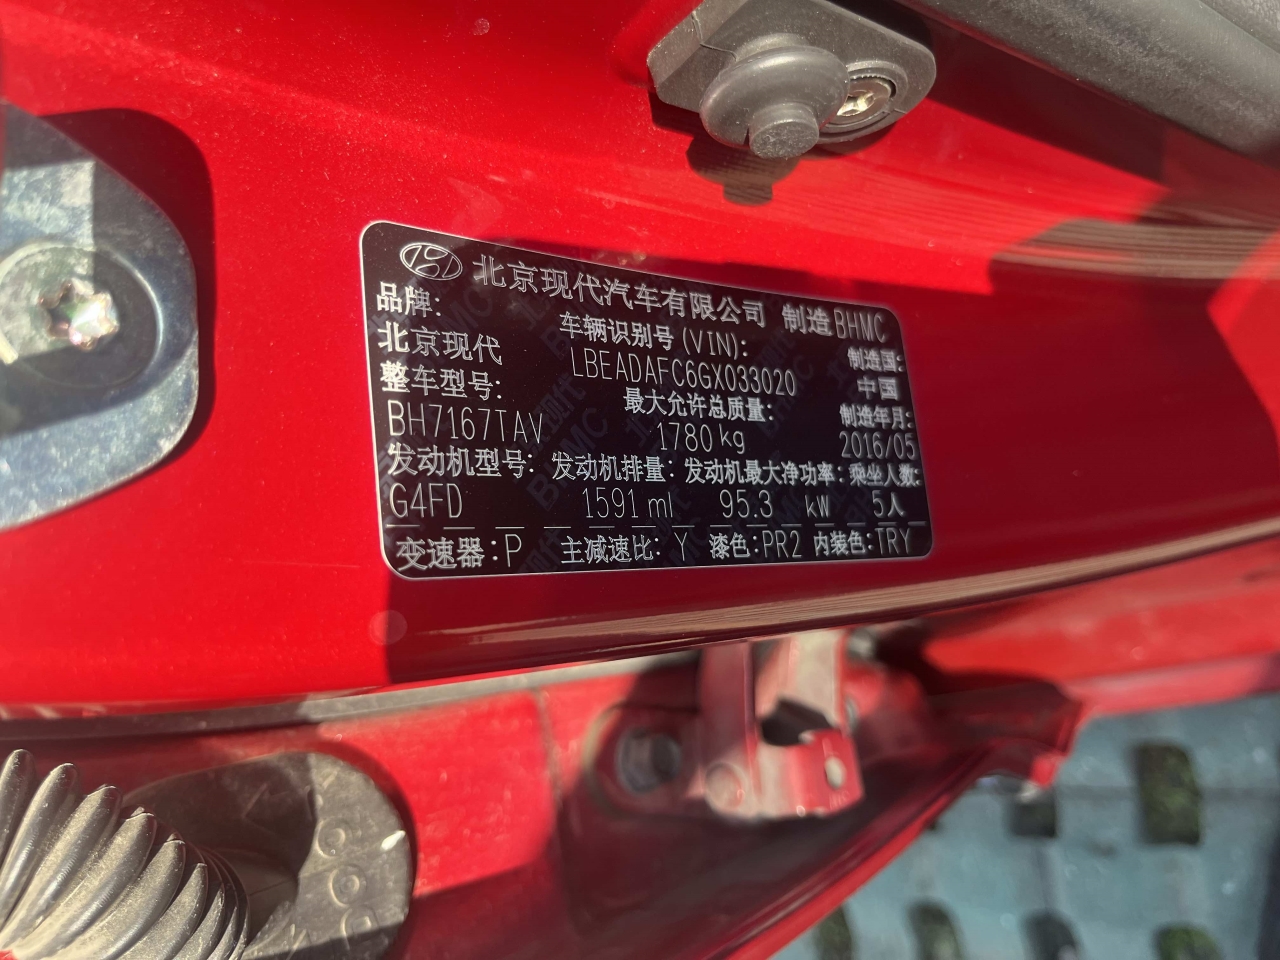 北京现代汽车有限公司 制造 BHMC
品牌: 车辆识别号(VIN): 制造国:
北京现代 LBEADAFC6GX033020 中国
整车型号: 最大允许总质量: 制造年月:
BH7167TAV 1780 kg 2016/05
发动机型号: 发动机排量: 发动机最大净功率: 乘坐人数:
G4FD 1591 ml 95.3 kW 5人
变速器:P 主减速比: Y 漆色:PR2 内装色:TRY